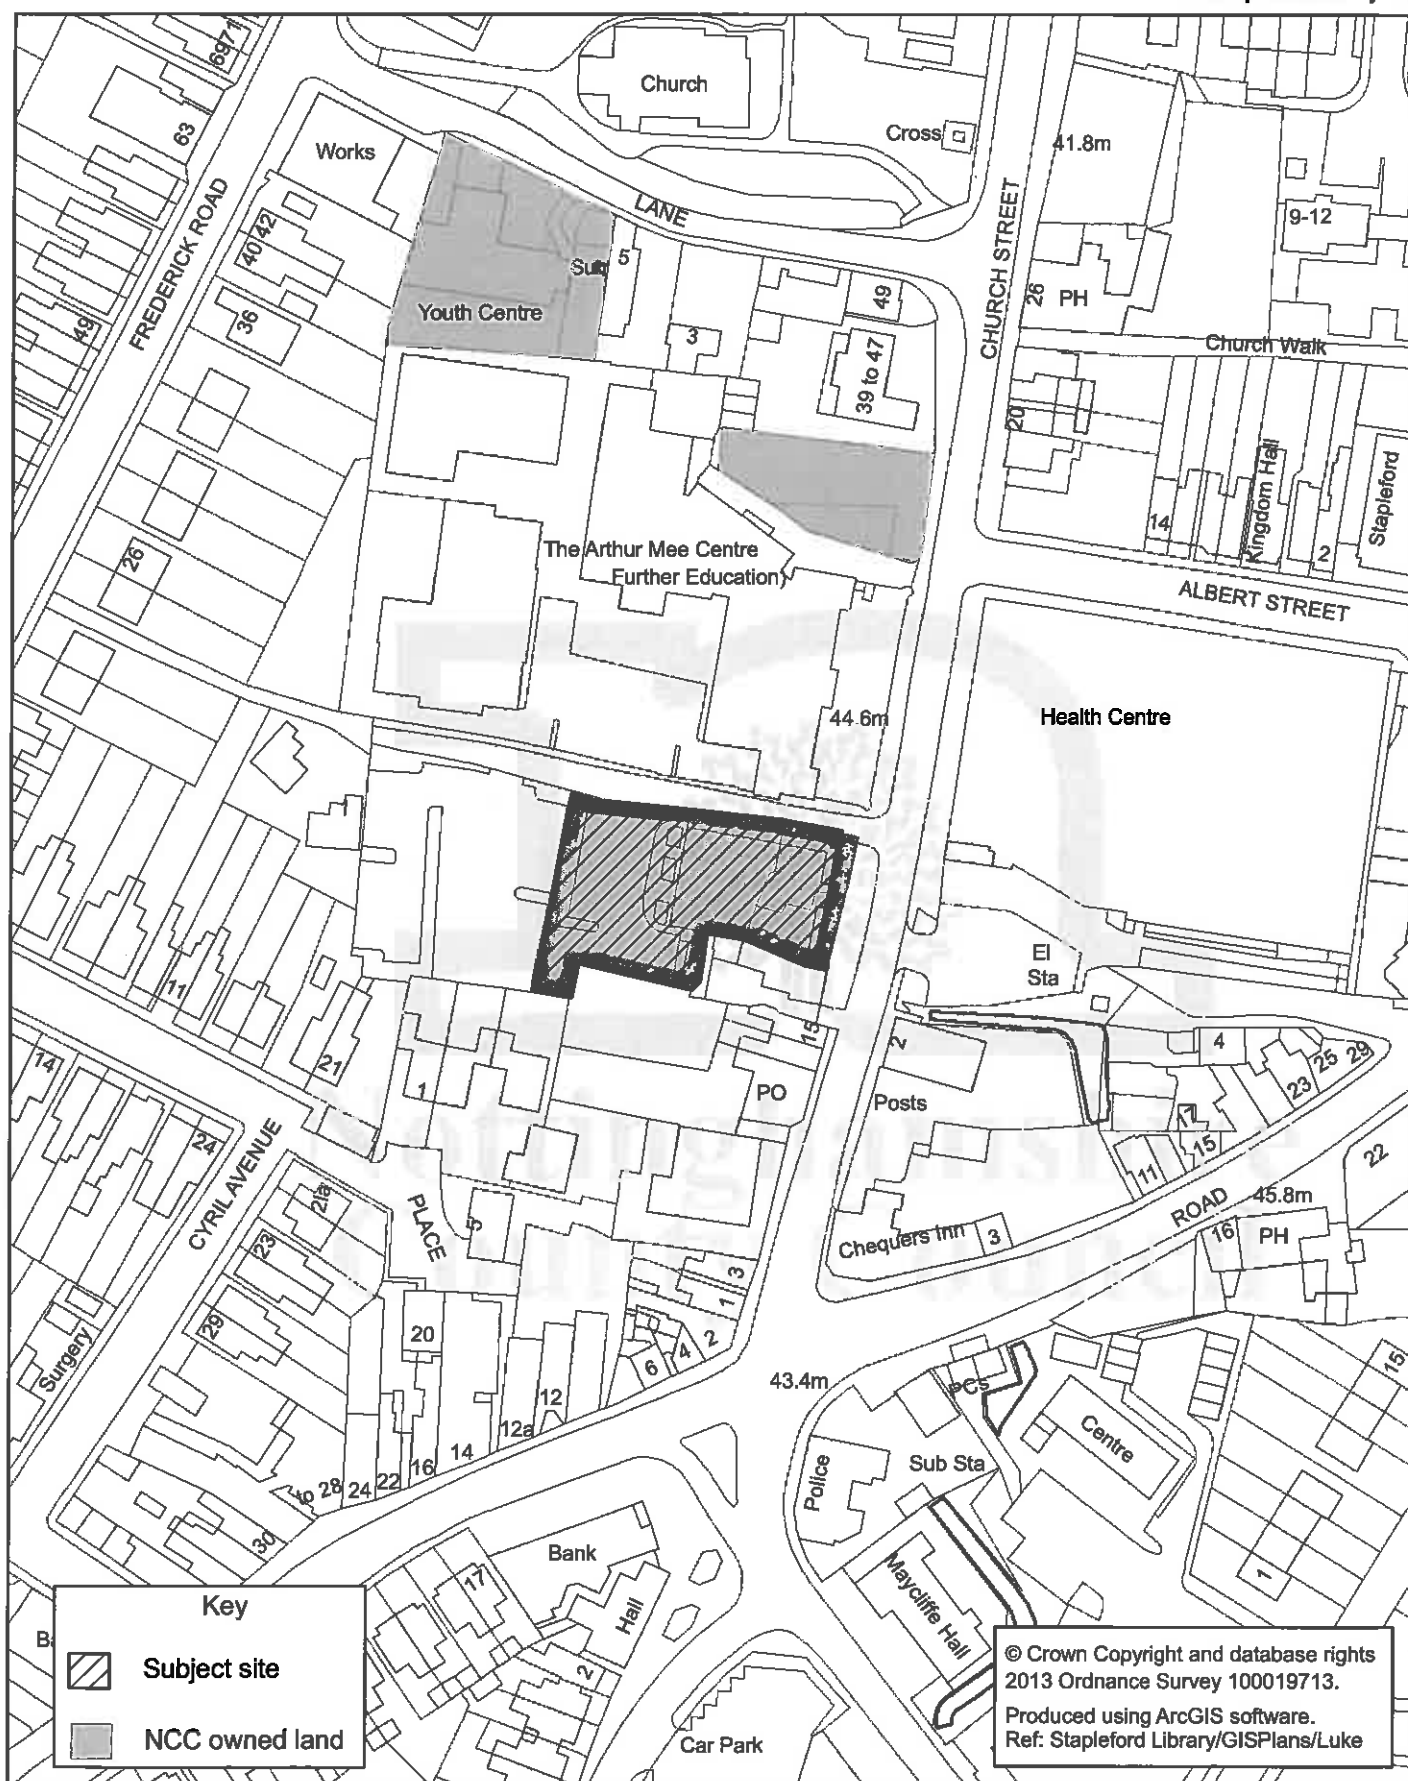 6971
Church
Cross
41.8m
63
Works
9-12
FREDERICK ROAD
LANE
CHURCH STREET
40 42
5
49
26
PH
Youth Centre
36
3
39 to 47
Church Walk
49
20
Kingdom Hall
Stapleford
14
2
26
The Arthur Mee Centre
Further Education)
ALBERT STREET
44.6m
Health Centre
El
Sta
11
15
2
4
25
29
14
21
1
PO
Posts
23
17
24
15
11
22
CYRIL AVENUE
21a
PLACE
5
ROAD
45.8m
23
Chequers Inn
3
16
PH
3
1
29
20
2
4
6
Surgery
43.4m
PCs
15
12
12a
Centre
14
16
22
24
to 28
Police
Sub Sta
30
Bank
17
Hall
Maycliffe Hall
1
2
Car Park
Nottinghamshire
County Council
Key
Subject site
NCC owned land
© Crown Copyright and database rights
2013 Ordnance Survey 100019713.
Produced using ArcGIS software.
Ref: Stapleford Library/GISPlans/Luke